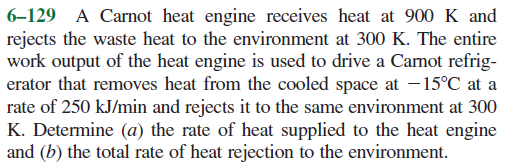 6–129 A Carnot heat engine receives heat at 900 K and
rejects the waste heat to the environment at 300 K. The entire
work output of the heat engine is used to drive a Carnot refrig-
erator that removes heat from the cooled space at −15°C at a
rate of 250 kJ/min and rejects it to the same environment at 300
K. Determine (a) the rate of heat supplied to the heat engine
and (b) the total rate of heat rejection to the environment.